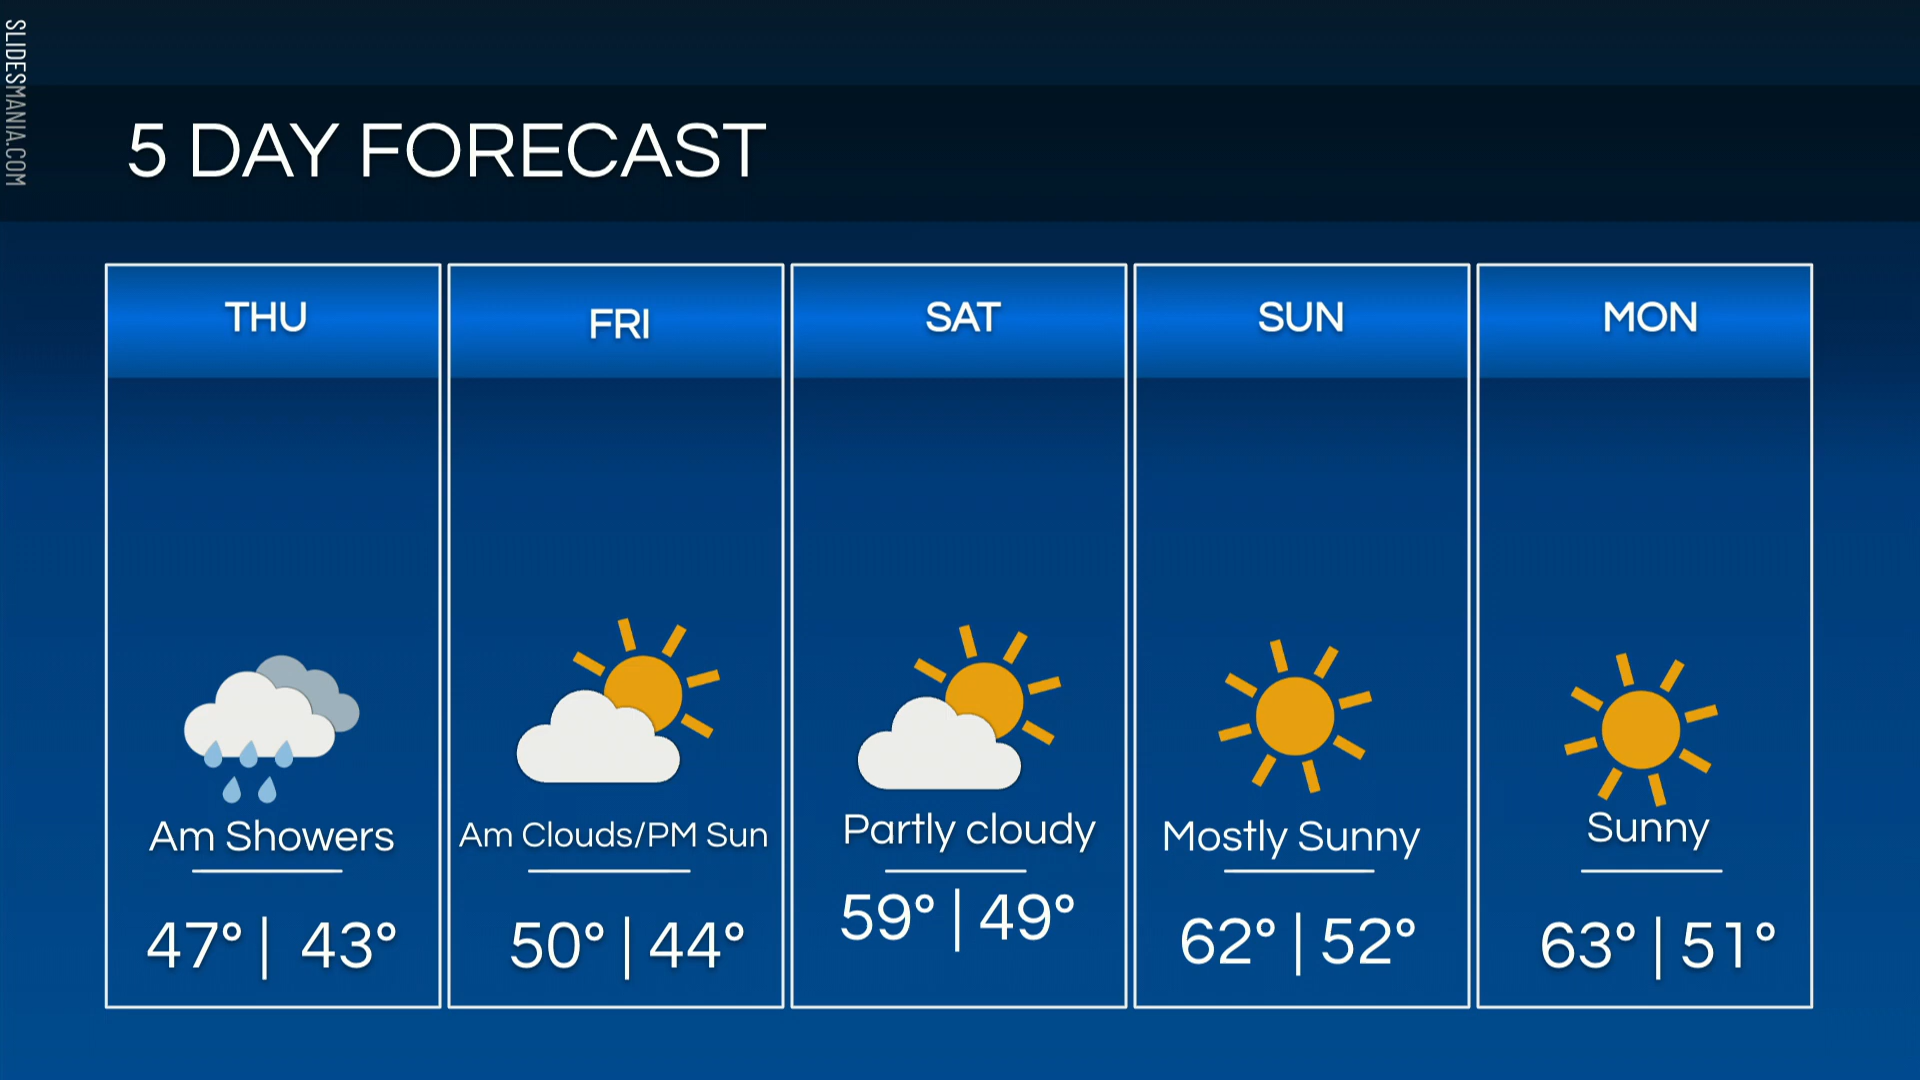 SLIDESMANIA.COM
5 DAY FORECAST
THU
Am Showers
47° | 43°
FRI
Am Clouds/PM Sun
50° | 44°
SAT
Partly cloudy
59° | 49°
SUN
Mostly Sunny
62° | 52°
MON
Sunny
63° | 51°